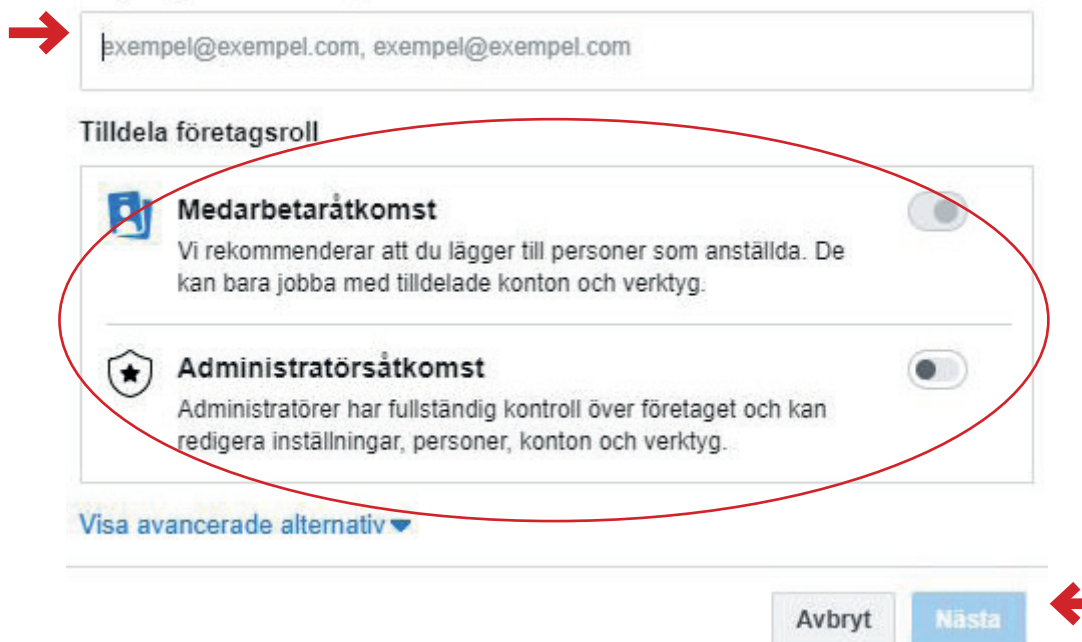 exempel@exempel.com, exempel@exempel.com
Tilldela företagsroll
Medarbetaråtkomst
Vi rekommenderar att du lägger till personer som anställda. De
kan bara jobba med tilldelade konton och verktyg.
Administratörsåtkomst
Administratörer har fullständig kontroll över företaget och kan
redigera inställningar, personer, konton och verktyg.
Visa avancerade alternativ
Avbryt Nästa